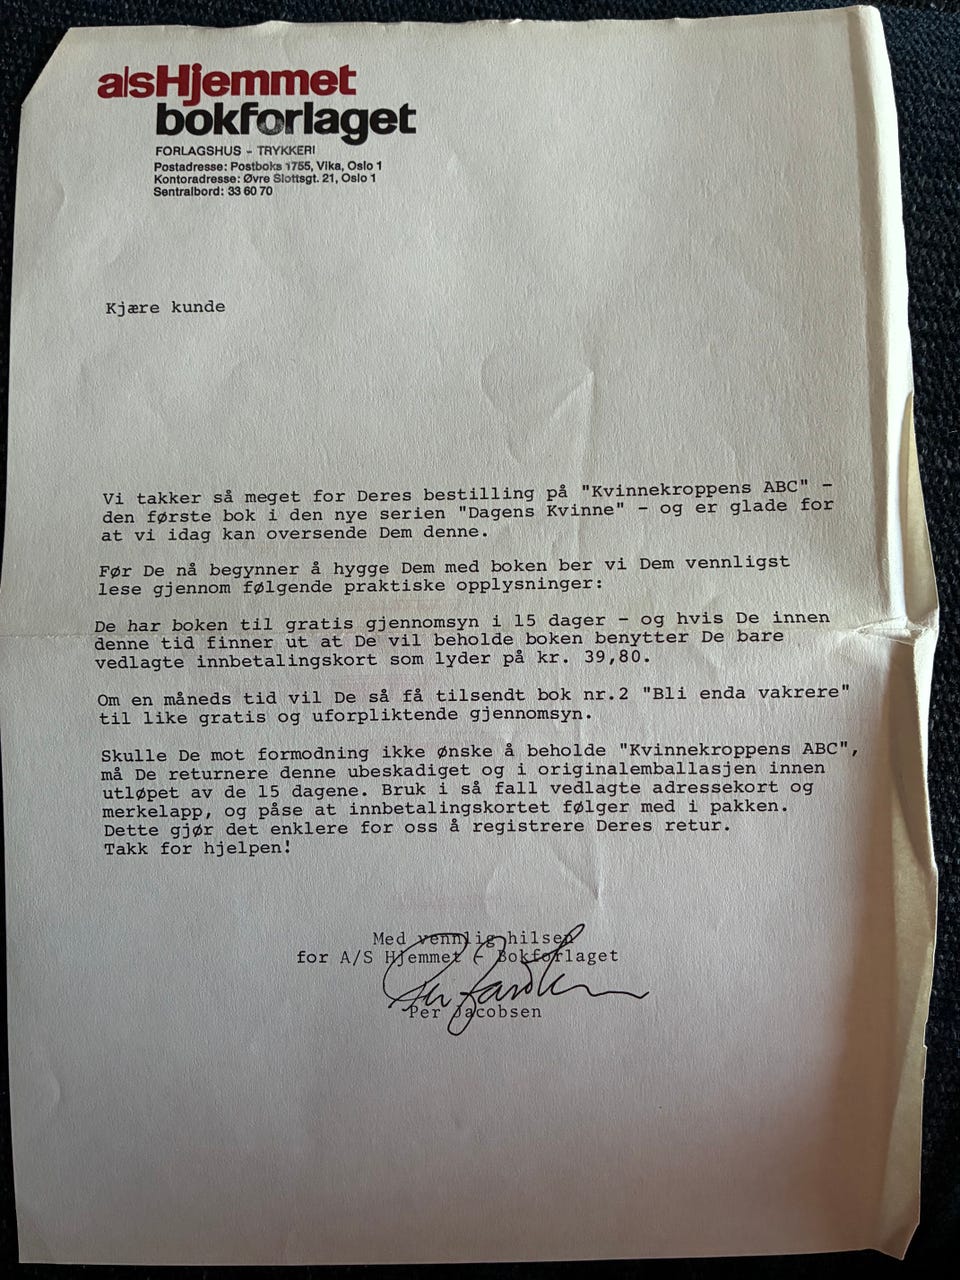 a|sHjemmet
bokforlaget
FORLAGSHUS - TRYKKERI
Postadresse: Postboks 1755, Vika, Oslo 1
Kontoradresse: Øvre Slottsgt. 21, Oslo 1
Sentralbord: 33 60 70
Kjære kunde
Vi takker så meget for Deres bestilling på "Kvinnekroppens ABC" -
den første bok i den nye serien "Dagens Kvinne" - og er glade for
at vi idag kan oversende Dem denne.
Før De nå begynner å hygge Dem med boken ber vi Dem vennligst
lese gjennom følgende praktiske opplysninger:
De har boken til gratis gjennomsyn i 15 dager - og hvis De innen
denne tid finner ut at De vil beholde boken benytter De bare
vedlagte innbetalingskort som lyder på kr. 39,80.
Om en måneds tid vil De så få tilsendt bok nr.2 "Bli enda vakrere"
til like gratis og uforpliktende gjennomsyn.
Skulle De mot formodning ikke ønske å beholde "Kvinnekroppens ABC",
må De returnere denne ubeskadiget og i originalemballasjen innen
utløpet av de 15 dagene. Bruk i så fall vedlagte adressekort og
merkelapp, og påse at innbetalingskortet følger med i pakken.
Dette gjør det enklere for oss å registrere Deres retur.
Takk for hjelpen!
Med vennlig hilsen
for A/S Hjemmet - Bokforlaget
Per Jacobsen